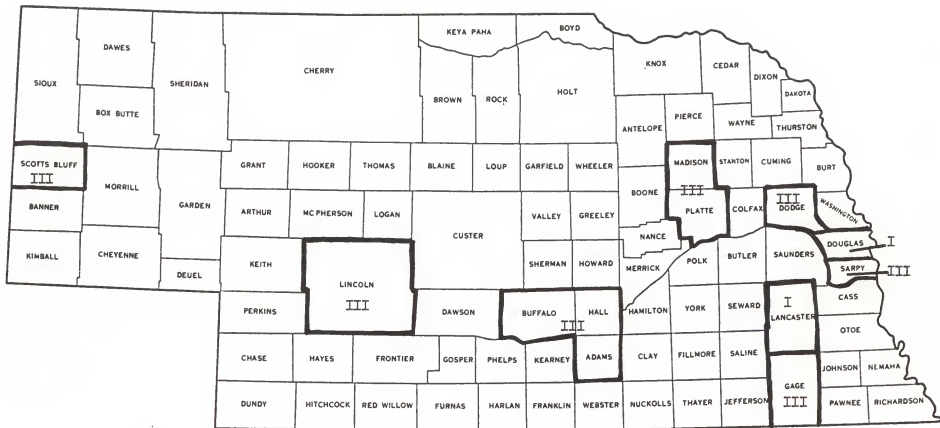 KEYA PAHA
BOYD
DAWES
SIOUX
SHERIDAN
CHERRY
KNOX
CEDAR
DIXON
DAKOTA
BOX BUTTE
BROWN
ROCK
HOLT
ANTELOPE
PIERCE
WAYNE
THURSTON
SCOTTS BLUFF
III
MORRILL
GARDEN
GRANT
HOOKER
THOMAS
BLAINE
LOUP
GARFIELD
WHEELER
MADISON
STANTON
CUMING
BURT
BANNER
ARTHUR
MC PHERSON
LOGAN
CUSTER
VALLEY
GREELEY
BOONE
III
PLATTE
COLFAX
III
DODGE
WASHINGTON
KIMBALL
CHEYENNE
DEUEL
KEITH
LINCOLN
III
SHERMAN
HOWARD
NANCE
MERRICK
POLK
BUTLER
SAUNDERS
DOUGLAS
I
SARPY
III
PERKINS
DAWSON
BUFFALO
III
HALL
HAMILTON
YORK
SEWARD
I
LANCASTER
CASS
OTOE
CHASE
HAYES
FRONTIER
GOSPER
PHELPS
KEARNEY
ADAMS
CLAY
FILLMORE
SALINE
GAGE
III
JOHNSON
NEMAHA
DUNDY
HITCHCOCK
RED WILLOW
FURNAS
HARLAN
FRANKLIN
WEBSTER
NUCKOLLS
THAYER
JEFFERSON
PAWNEE
RICHARDSON